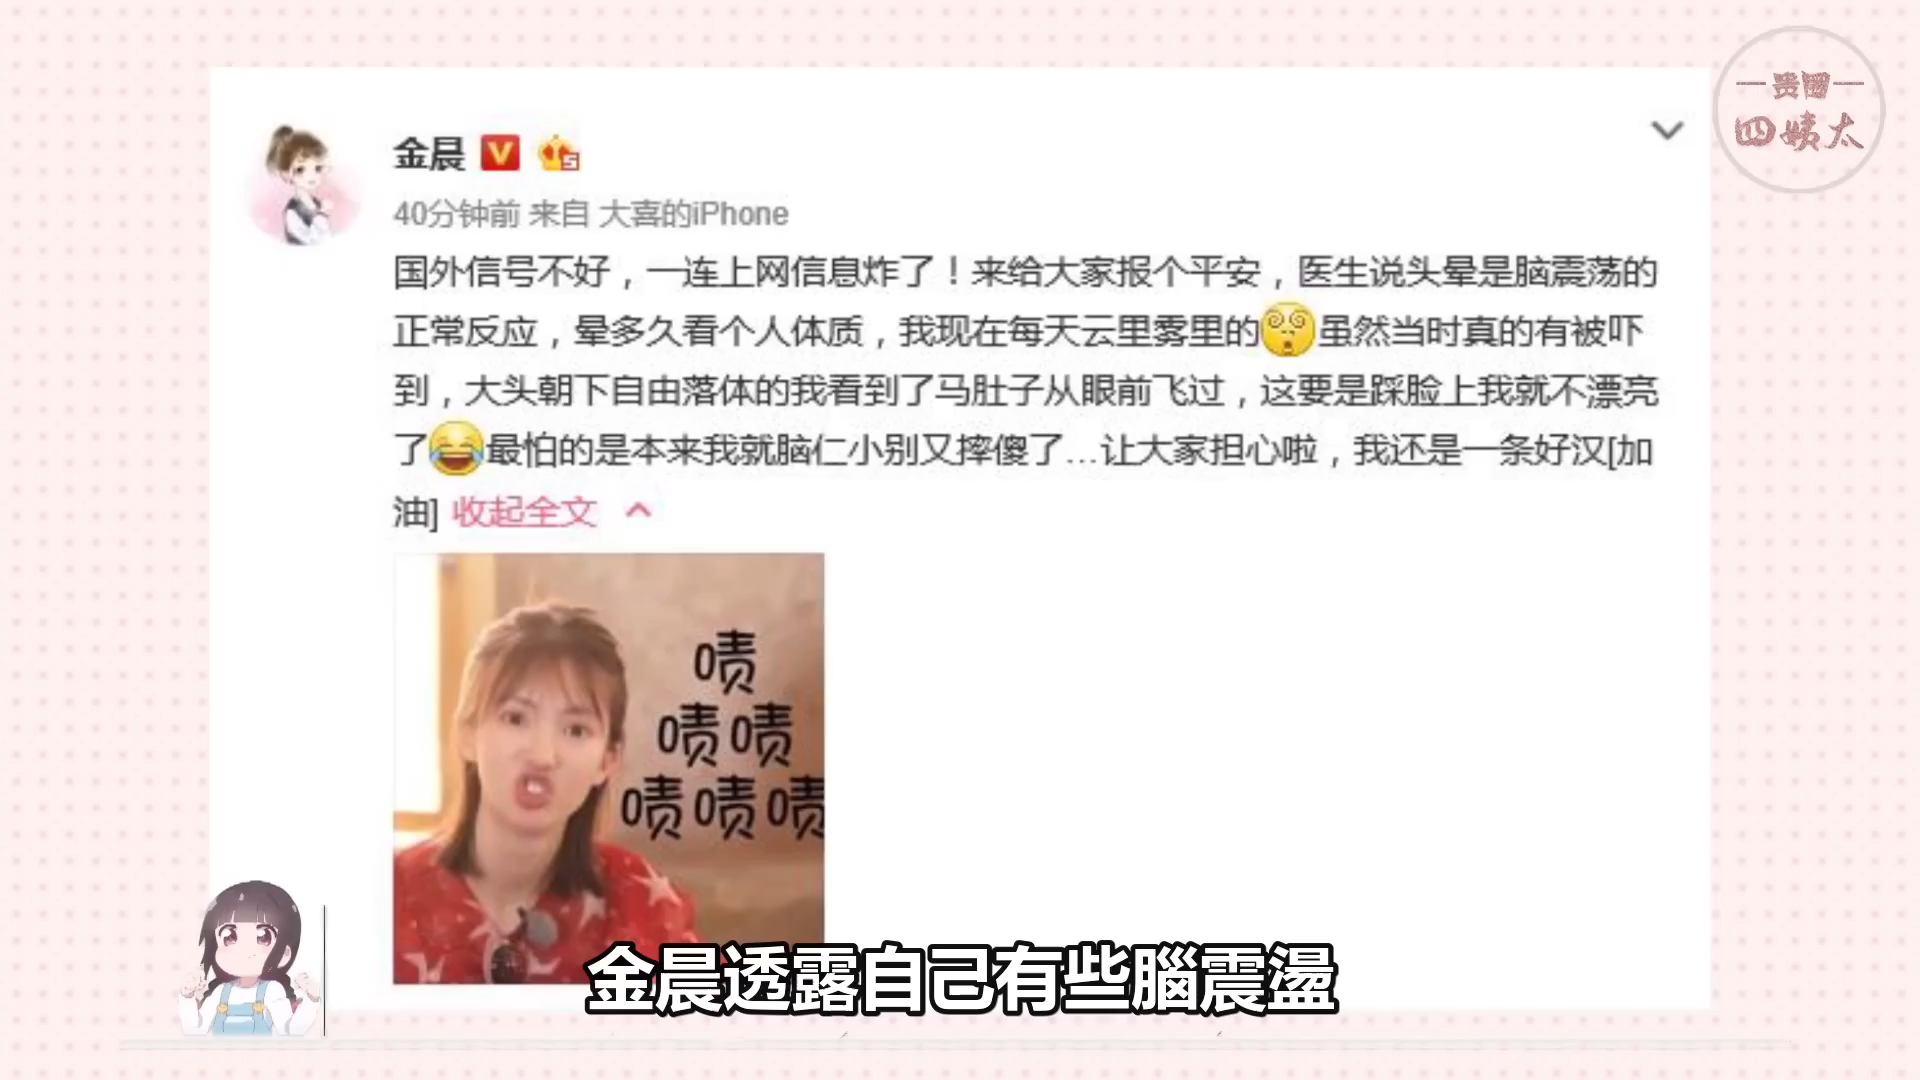 贵圈
四姨太
金晨
40分钟前 来自 大喜的iPhone
国外信号不好，一连上网信息炸了！来给大家报个平安，医生说头晕是脑震荡的
正常反应，晕多久看个人体质，我现在每天云里雾里的虽然当时真的有被吓
到，大头朝下自由落体的我看到了马肚子从眼前飞过，这要是踩脸上我就不漂亮
了最怕的是本来我就脑仁小别又摔傻了...让大家担心啦，我还是一条好汉[加
油] 收起全文
啧
啧啧
啧啧啧
金晨透露自己有些腦震盪